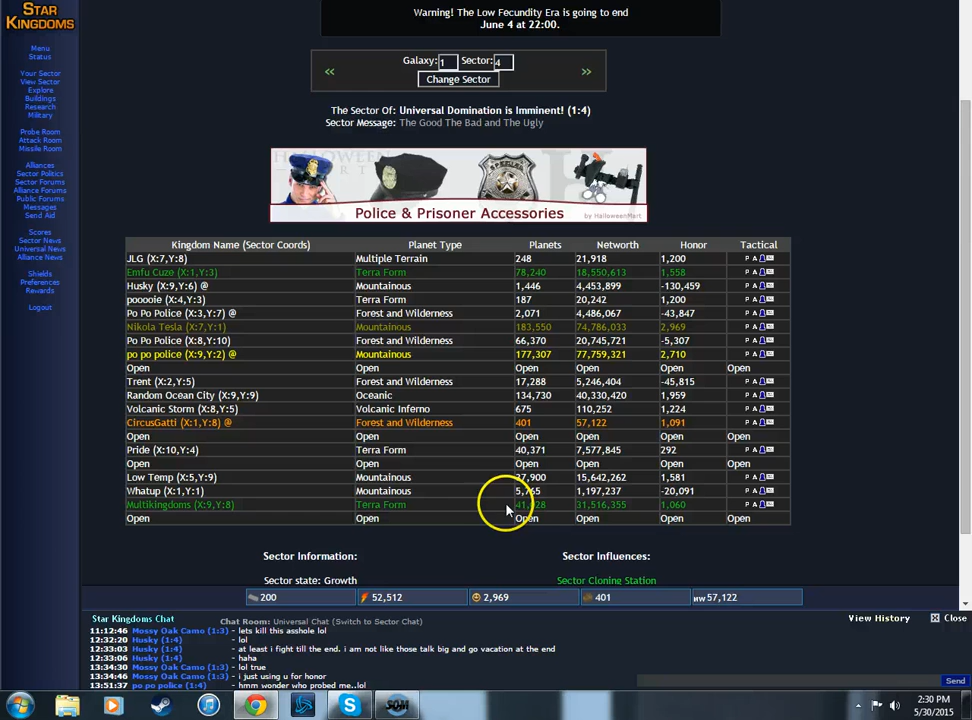 STAR
KINGDOMS
Menu
Status
Your Sector
View Sector
Explore
Buildings
Research
Military
Probe Room
Attack Room
Missile Room
Alliances
Sector Politics
Sector Forums
Alliance Forums
Public Forums
Messages
Send Aid
Scores
Sector News
Universal News
Alliance News
Shields
Preferences
Rewards
Logout
Warning! The Low Fecundity Era is going to end
June 4 at 22:00.
« Galaxy: 1 Sector: 4 »
Change Sector
The Sector Of: Universal Domination is Imminent! (1:4)
Sector Message: The Good The Bad and The Ugly
Police & Prisoner Accessories by HalloweenMart
Kingdom Name (Sector Coords) Planet Type Planets Networth Honor Tactical
JLG (X:7,Y:8) Multiple Terrain 248 21,918 1,200 P A
Emfu Cuze (X:1,Y:3) Terra Form 78,240 18,550,613 1,558 P A
Husky (X:9,Y:6) @ Mountainous 1,446 4,453,899 -130,459 P A
pooooie (X:4,Y:3) Terra Form 187 20,242 1,200 P A
Po Po Police (X:3,Y:7) @ Forest and Wilderness 2,071 4,486,067 -43,847 P A
Nikola Tesla (X:7,Y:1) Mountainous 183,550 74,786,033 2,969 P A
Po Po Police (X:8,Y:10) Forest and Wilderness 66,370 20,745,721 -5,307 P A
po po police (X:9,Y:2) @ Mountainous 177,307 77,759,321 2,710 P A
Open Open Open Open Open Open
Trent (X:2,Y:5) Forest and Wilderness 17,288 5,246,404 -45,815 P A
Random Ocean City (X:9,Y:9) Oceanic 134,730 40,330,420 1,959 P A
Volcanic Storm (X:8,Y:5) Volcanic Inferno 675 110,252 1,224 P A
CircusGatti (X:1,Y:8) @ Forest and Wilderness 401 57,122 1,091 P A
Open Open Open Open Open Open
Pride (X:10,Y:4) Terra Form 40,371 7,577,845 292 P A
Open Open Open Open Open Open
Low Temp (X:5,Y:9) Mountainous 15,642,262 1,581 P A
Whatup (X:1,Y:1) Mountainous 1,197,237 -20,091 P A
Multikingdoms (X:9,Y:8) Terra Form 31,516,355 1,060 P A
Open Open Open Open Open Open
Sector Information: Sector Influences:
Sector state: Growth Sector Cloning Station
200 52,512 2,969 401 NW 57,122
Star Kingdoms Chat Chat Room: Universal Chat (Switch to Sector Chat) View History Close
11:12:46 Mossy Oak Camo (1:3) - lets kill this asshole lol
12:32:20 Husky (1:4) - lol
12:33:03 Husky (1:4) - at least i fight till the end. i am not like those talk big and go vacation at the end
12:33:06 Husky (1:4) - haha
13:34:30 Mossy Oak Camo (1:3) - lol true
13:34:46 Mossy Oak Camo (1:3) - i just using u for honor
13:51:37 po po police (1:4) - hmm wonder who probed me..lol
Send
SOM
2:30 PM
5/30/2015